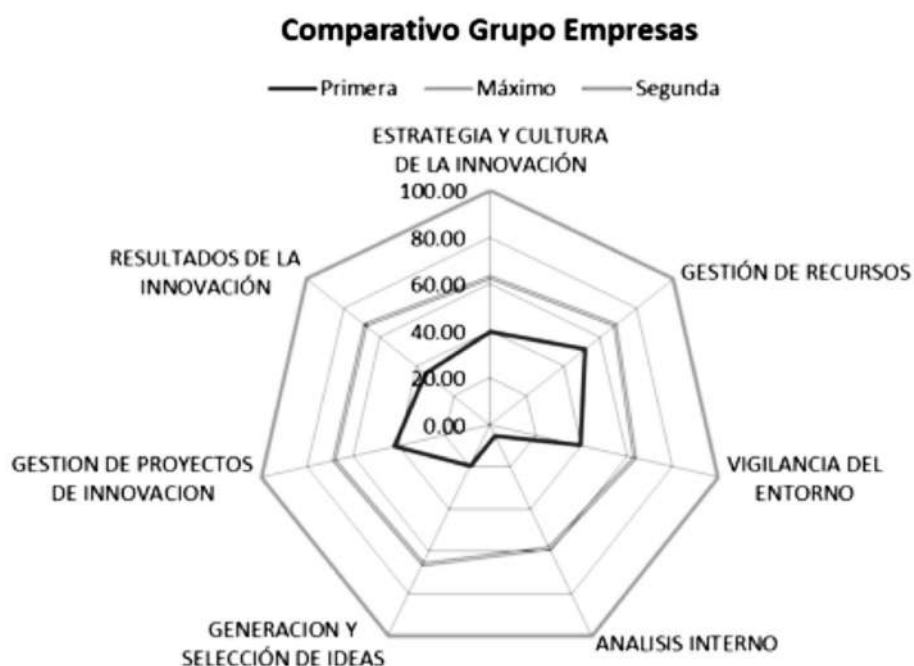 Comparativo Grupo Empresas
Primera
Máximo
Segunda
ESTRATEGIA Y CULTURA
DE LA INNOVACIÓN
100.00
80.00
60.00
40.00
20.00
0.00
GESTIÓN DE RECURSOS
VIGILANCIA DEL
ENTORNO
ANALISIS INTERNO
GENERACION Y
SELECCIÓN DE IDEAS
GESTION DE PROYECTOS
DE INNOVACION
RESULTADOS DE LA
INNOVACIÓN